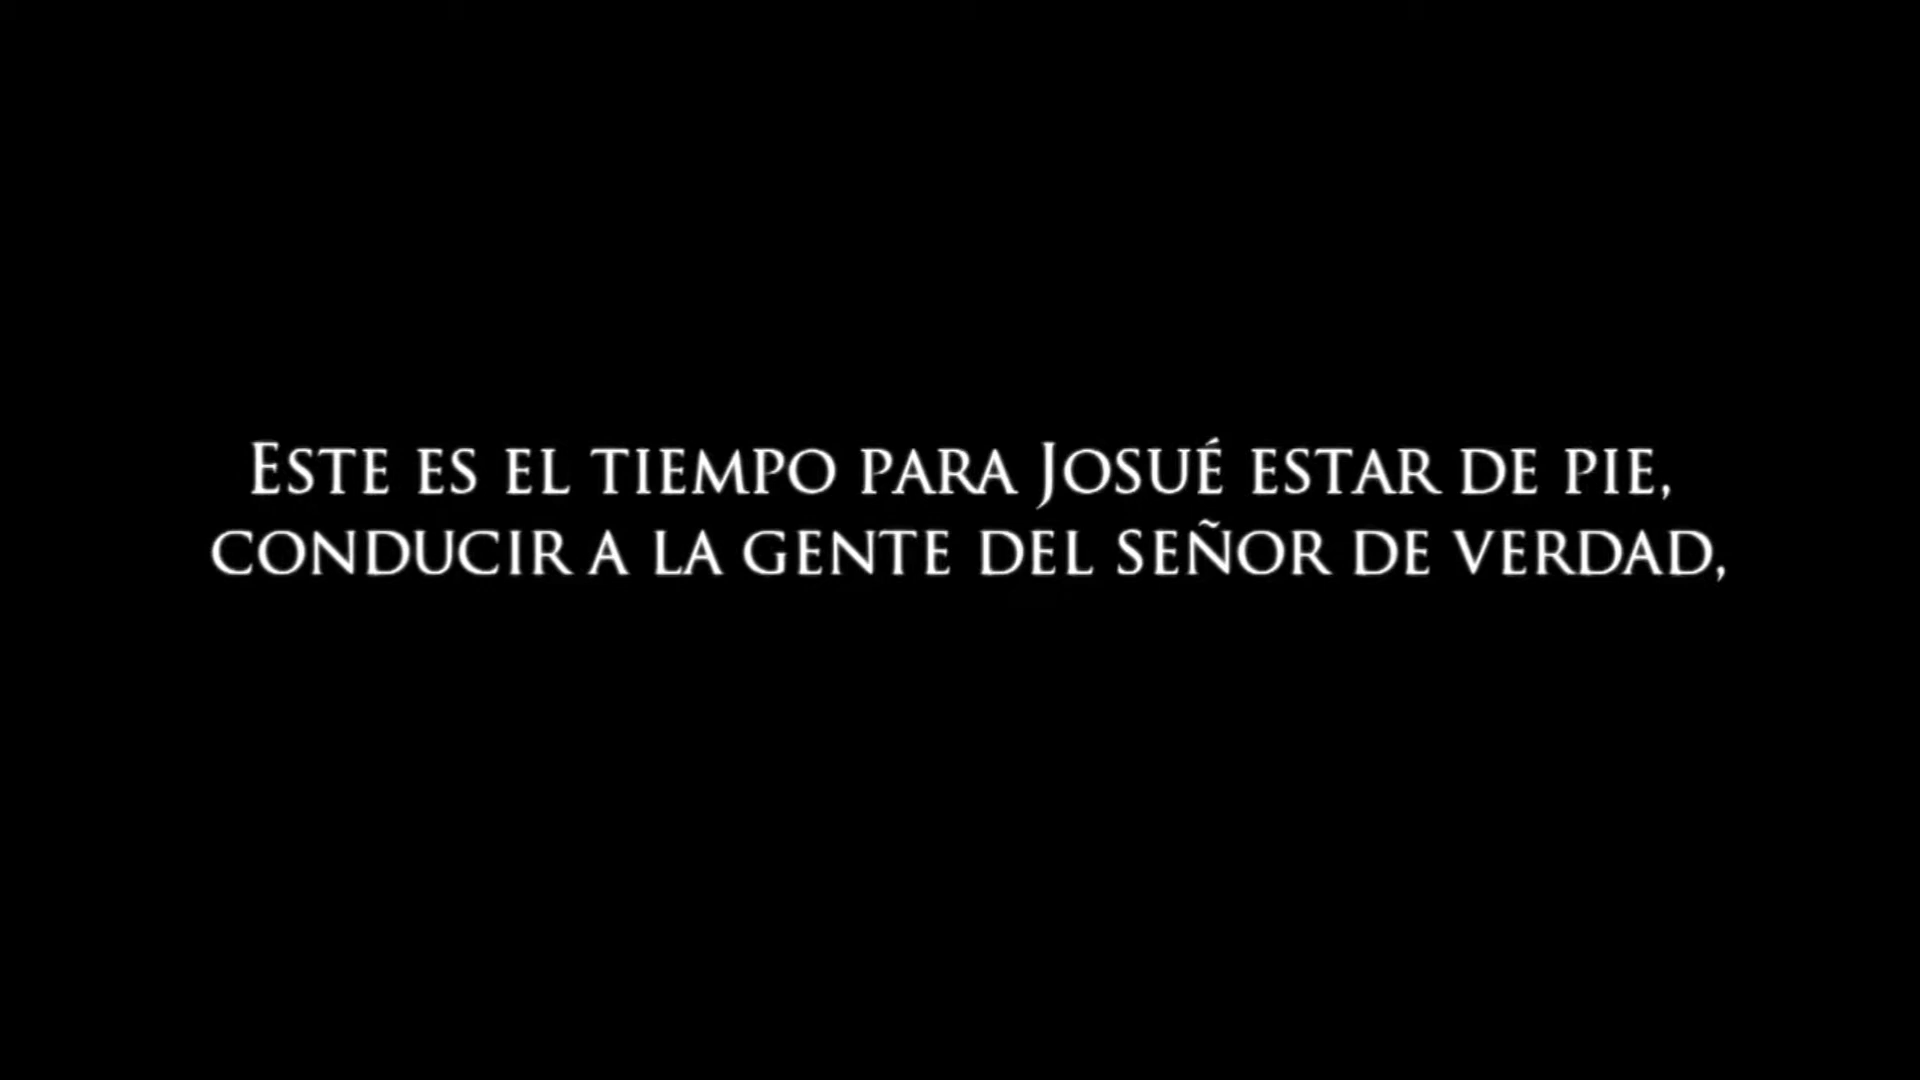 Este es el tiempo para Josué estar de pie,
conducir a la gente del señor de verdad,